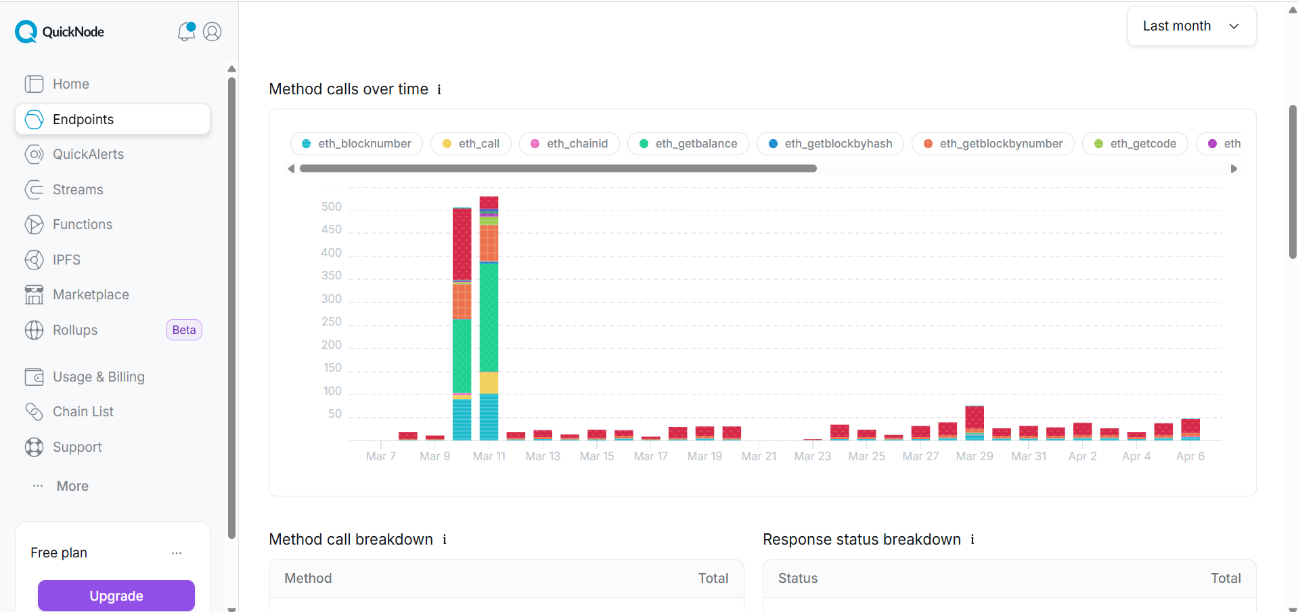 QuickNode
Home
Endpoints
QuickAlerts
Streams
Functions
IPFS
Marketplace
Rollups Beta
Usage & Billing
Chain List
Support
... More
Free plan ...
Upgrade
Last month
Method calls over time i
eth_blocknumber eth_call eth_chainid eth_getbalance eth_getblockbyhash eth_getblockbynumber eth_getcode eth
500
450
400
350
300
250
200
150
100
50
Mar 7 Mar 9 Mar 11 Mar 13 Mar 15 Mar 17 Mar 19 Mar 21 Mar 23 Mar 25 Mar 27 Mar 29 Mar 31 Apr 2 Apr 4 Apr 6
Method call breakdown i
Method Total
Response status breakdown i
Status Total